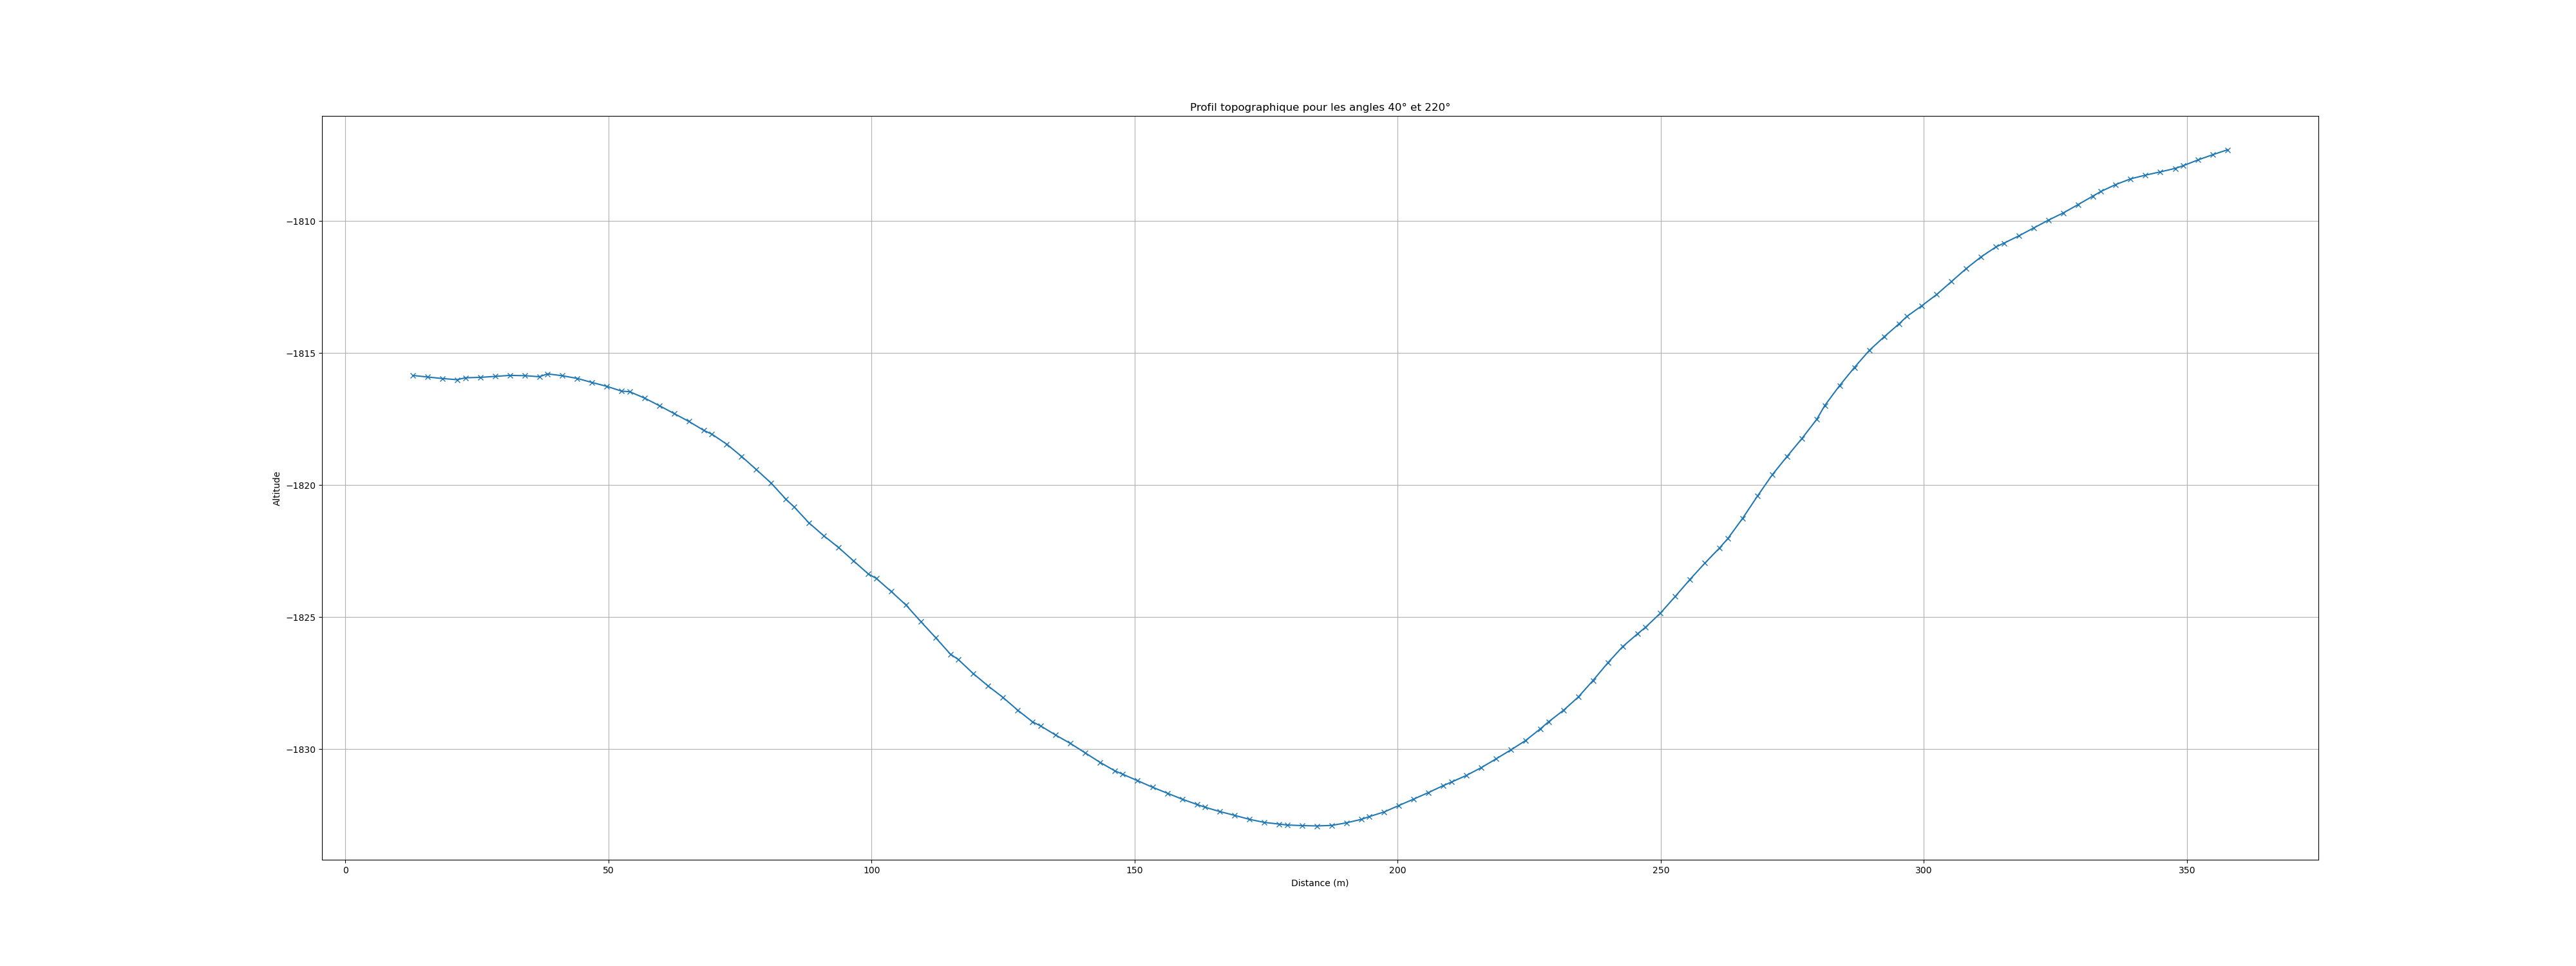 Profil topographique pour les angles 40° et 220°
Altitude
−1810
−1815
−1820
−1825
−1830
0 50 100 150 200 250 300 350
Distance (m)